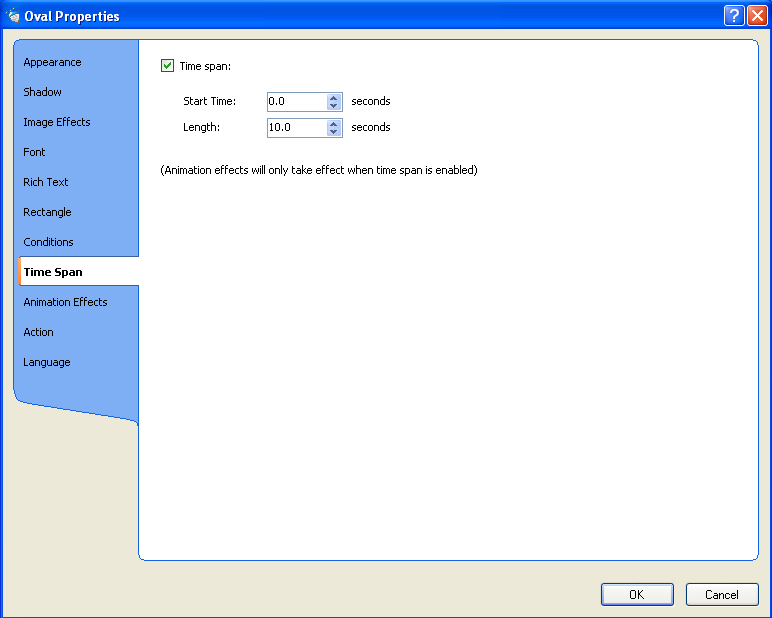 Oval Properties
Appearance
Shadow
Image Effects
Font
Rich Text
Rectangle
Conditions
Time Span
Animation Effects
Action
Language
Time span:
Start Time: 0.0 seconds
Length: 10.0 seconds
(Animation effects will only take effect when time span is enabled)
OK Cancel